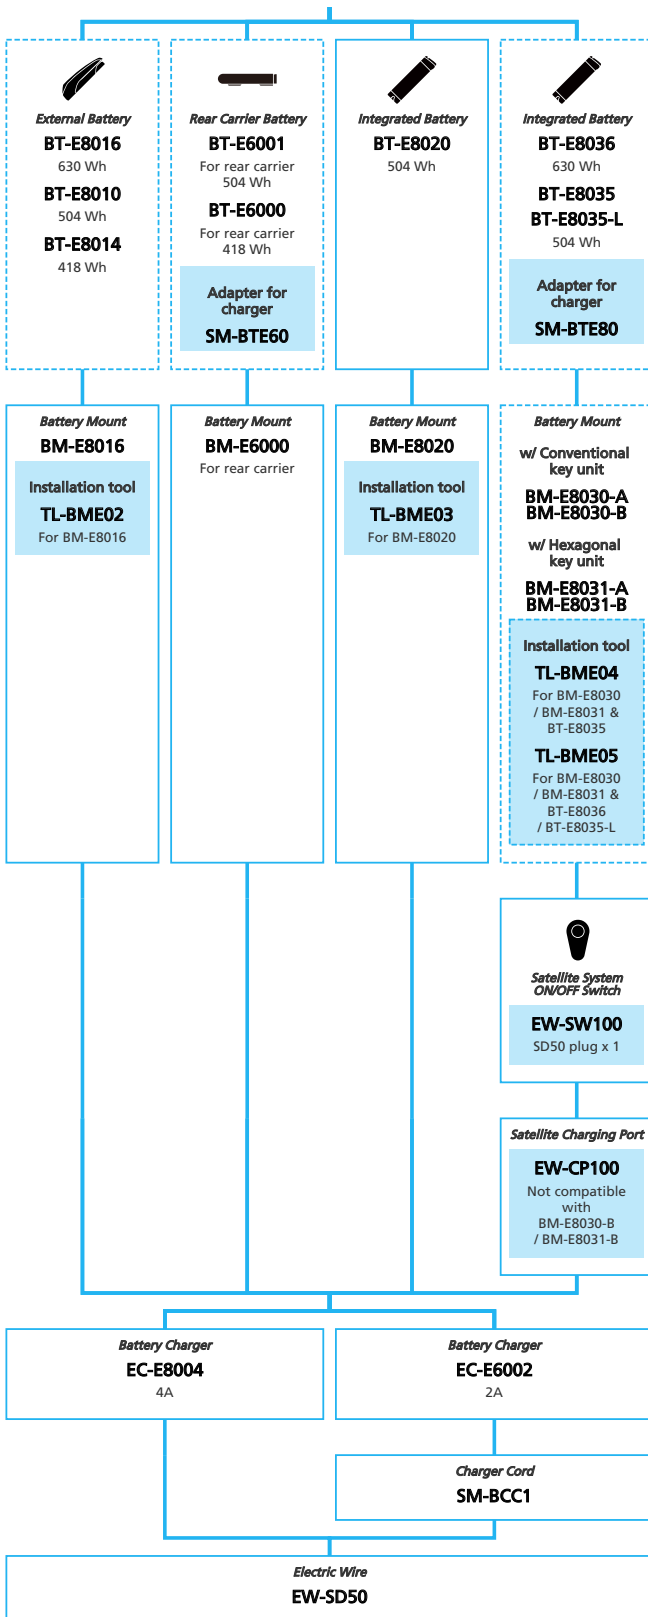 External Battery
BT-E8016
630 Wh
BT-E8010
504 Wh
BT-E8014
418 Wh
Rear Carrier Battery
BT-E6001
For rear carrier
504 Wh
BT-E6000
For rear carrier
418 Wh
Adapter for
charger
SM-BTE60
Integrated Battery
BT-E8020
504 Wh
Integrated Battery
BT-E8036
630 Wh
BT-E8035
BT-E8035-L
504 Wh
Adapter for
charger
SM-BTE80
Battery Mount
BM-E8016
Installation tool
TL-BME02
For BM-E8016
Battery Mount
BM-E6000
For rear carrier
Battery Mount
BM-E8020
Installation tool
TL-BME03
For BM-E8020
Battery Mount
w/ Conventional
key unit
BM-E8030-A
BM-E8030-B
w/ Hexagonal
key unit
BM-E8031-A
BM-E8031-B
Installation tool
TL-BME04
For BM-E8030
/ BM-E8031 &
BT-E8035
TL-BME05
For BM-E8030
/ BM-E8031 &
BT-E8036
/ BT-E8035-L
Satellite System
ON/OFF Switch
EW-SW100
SD50 plug x 1
Satellite Charging Port
EW-CP100
Not compatible
with
BM-E8030-B
/ BM-E8031-B
Battery Charger
EC-E8004
4A
Battery Charger
EC-E6002
2A
Charger Cord
SM-BCC1
Electric Wire
EW-SD50